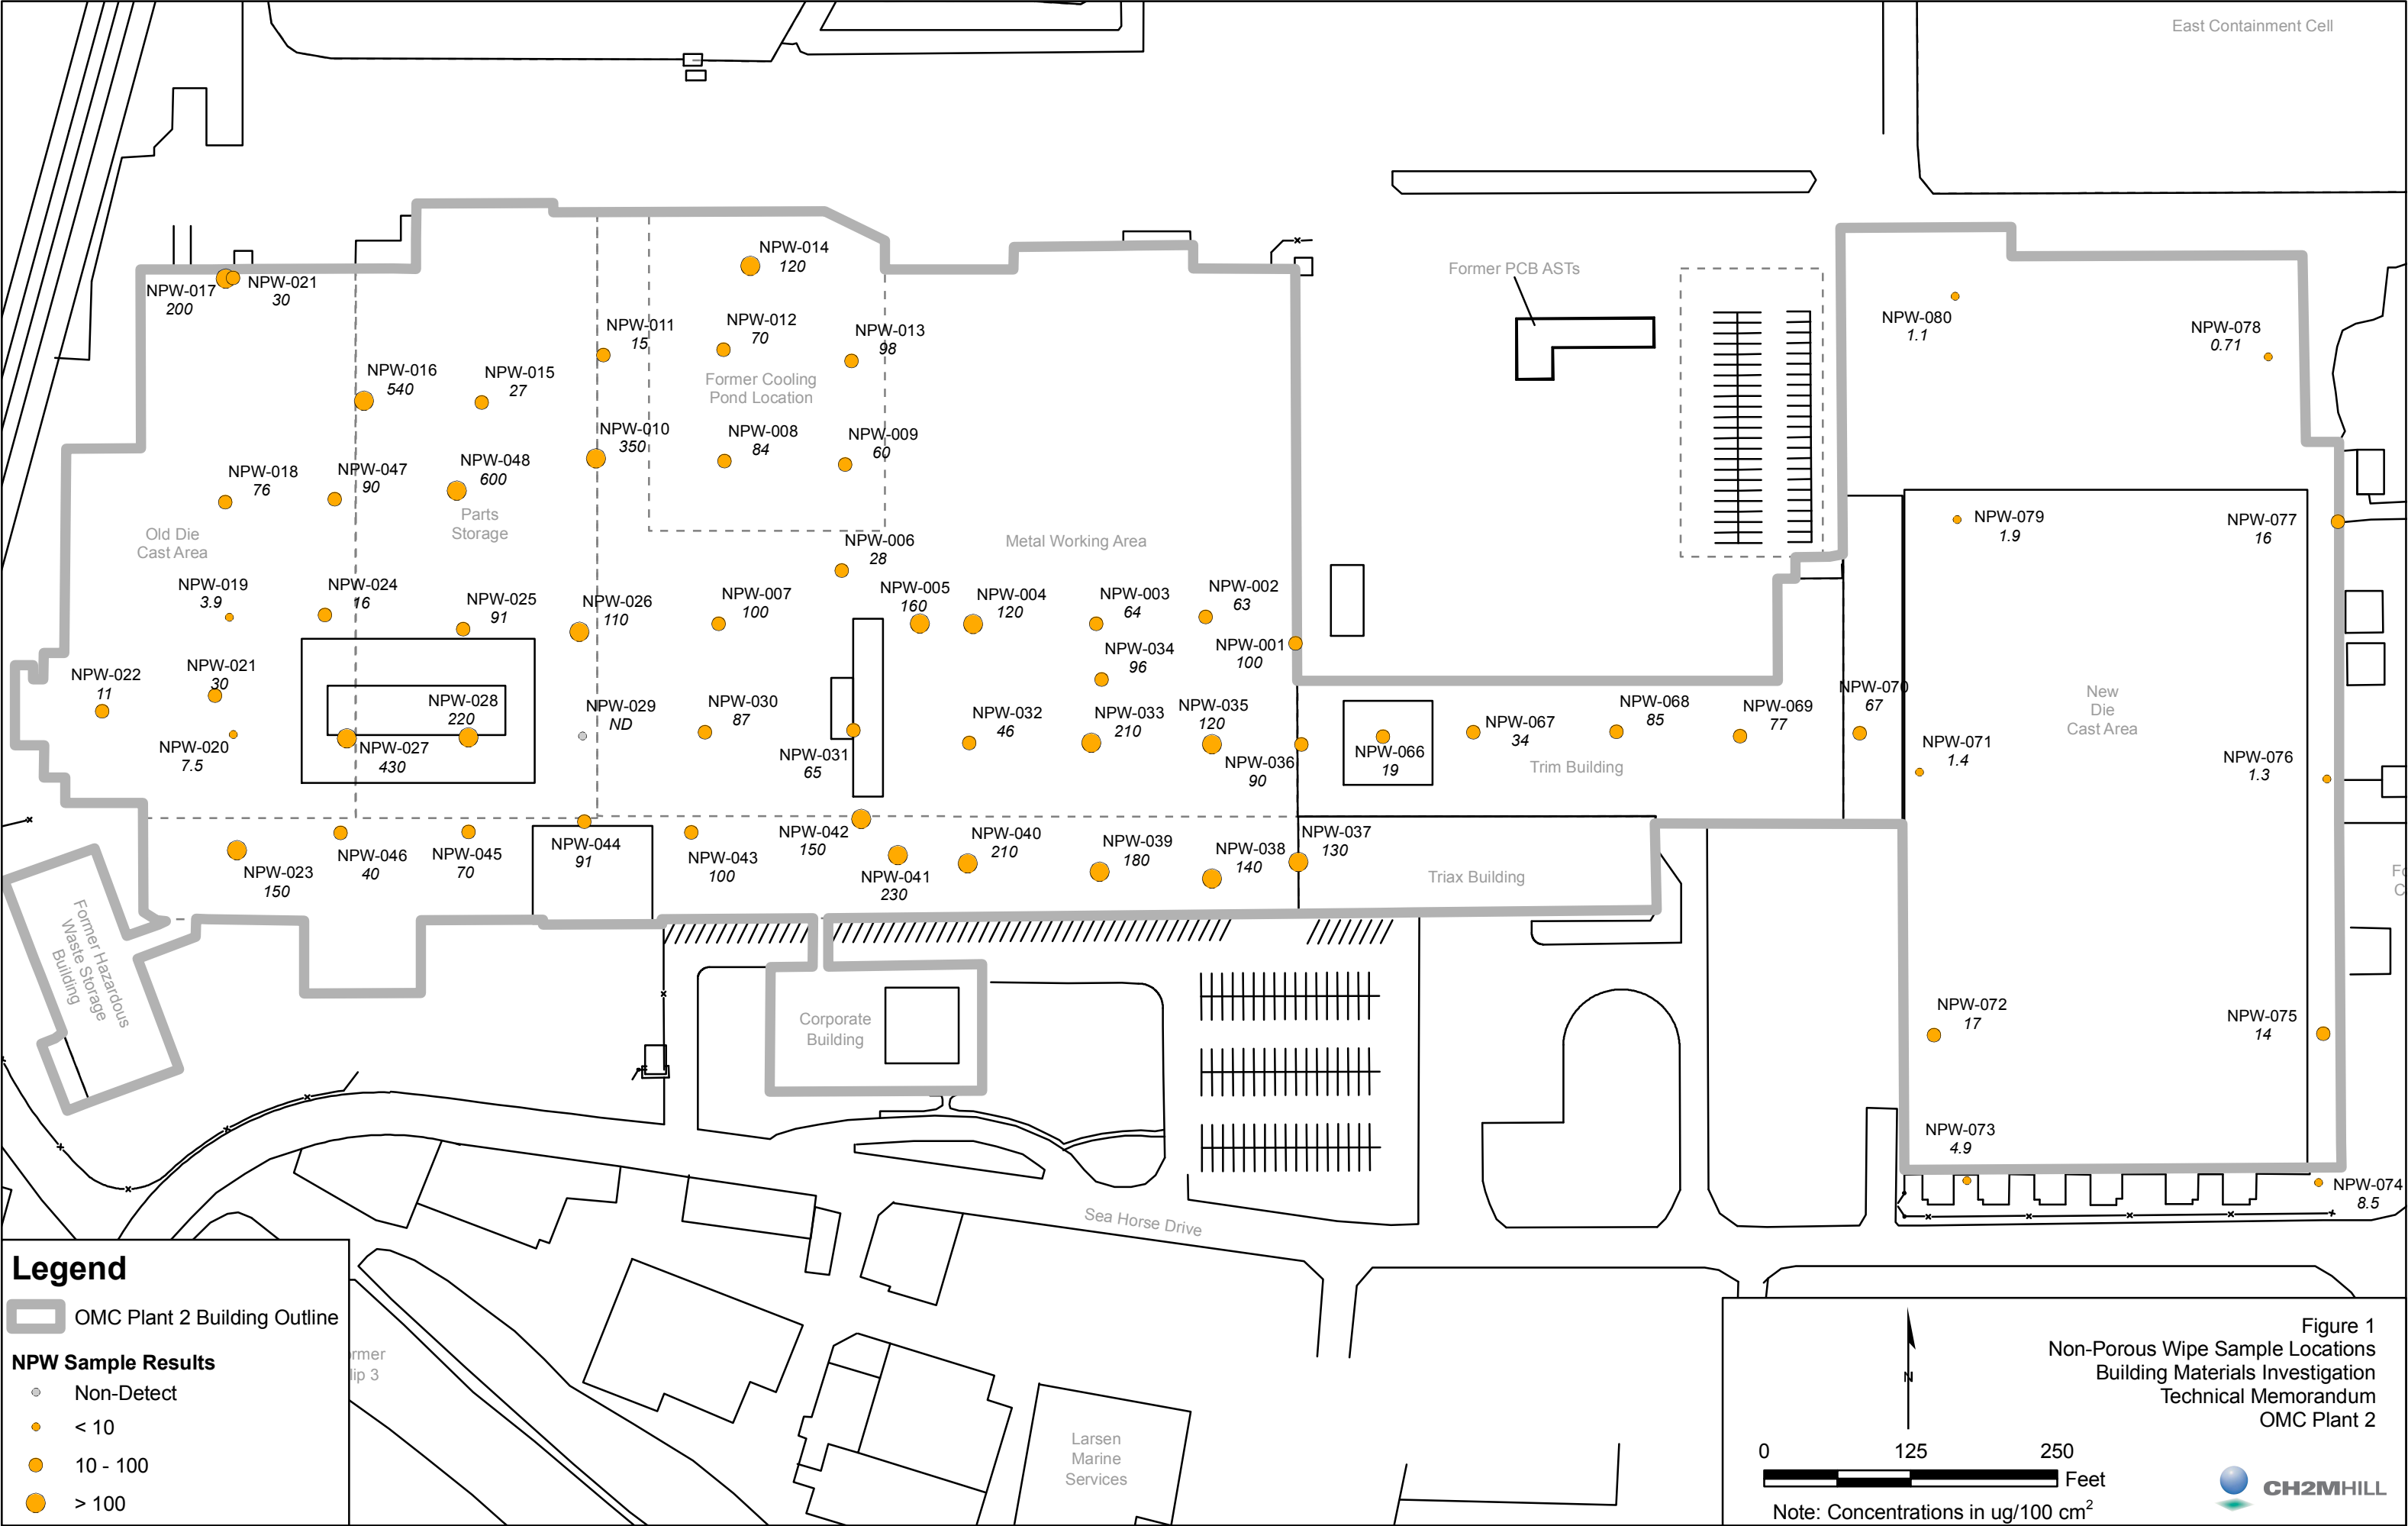 East Containment Cell
Former PCB ASTs
NPW-014
120
NPW-017
200
NPW-021
30
NPW-011
15
NPW-012
70
NPW-013
98
NPW-080
1.1
NPW-078
0.71
NPW-016
540
NPW-015
27
Former Cooling
Pond Location
NPW-010
350
NPW-008
84
NPW-009
60
NPW-018
76
NPW-047
90
NPW-048
600
Old Die
Cast Area
Parts
Storage
Metal Working Area
NPW-079
1.9
NPW-077
16
NPW-006
28
NPW-019
3.9
NPW-024
16
NPW-025
91
NPW-026
110
NPW-007
100
NPW-005
160
NPW-004
120
NPW-003
64
NPW-002
63
NPW-034
96
NPW-001
100
NPW-022
11
NPW-021
30
NPW-028
220
NPW-029
ND
NPW-030
87
NPW-032
46
NPW-033
210
NPW-035
120
NPW-067
34
NPW-068
85
NPW-069
77
NPW-070
67
New
Die
Cast Area
NPW-020
7.5
NPW-027
430
NPW-031
65
NPW-036
90
NPW-066
19
Trim Building
NPW-071
1.4
NPW-076
1.3
NPW-023
150
NPW-046
40
NPW-045
70
NPW-044
91
NPW-043
100
NPW-042
150
NPW-041
230
NPW-040
210
NPW-039
180
NPW-038
140
NPW-037
130
Triax Building
Former Hazardous
Waste Storage
Building
Corporate
Building
NPW-072
17
NPW-075
14
NPW-073
4.9
NPW-074
8.5
Sea Horse Drive
Larsen
Marine
Services
Fo
C
rmer
lip 3
Legend
OMC Plant 2 Building Outline
NPW Sample Results
Non-Detect
< 10
10 - 100
> 100
Figure 1
Non-Porous Wipe Sample Locations
Building Materials Investigation
Technical Memorandum
OMC Plant 2
N
0 125 250
Feet
Note: Concentrations in ug/100 cm²
CH2MHILL